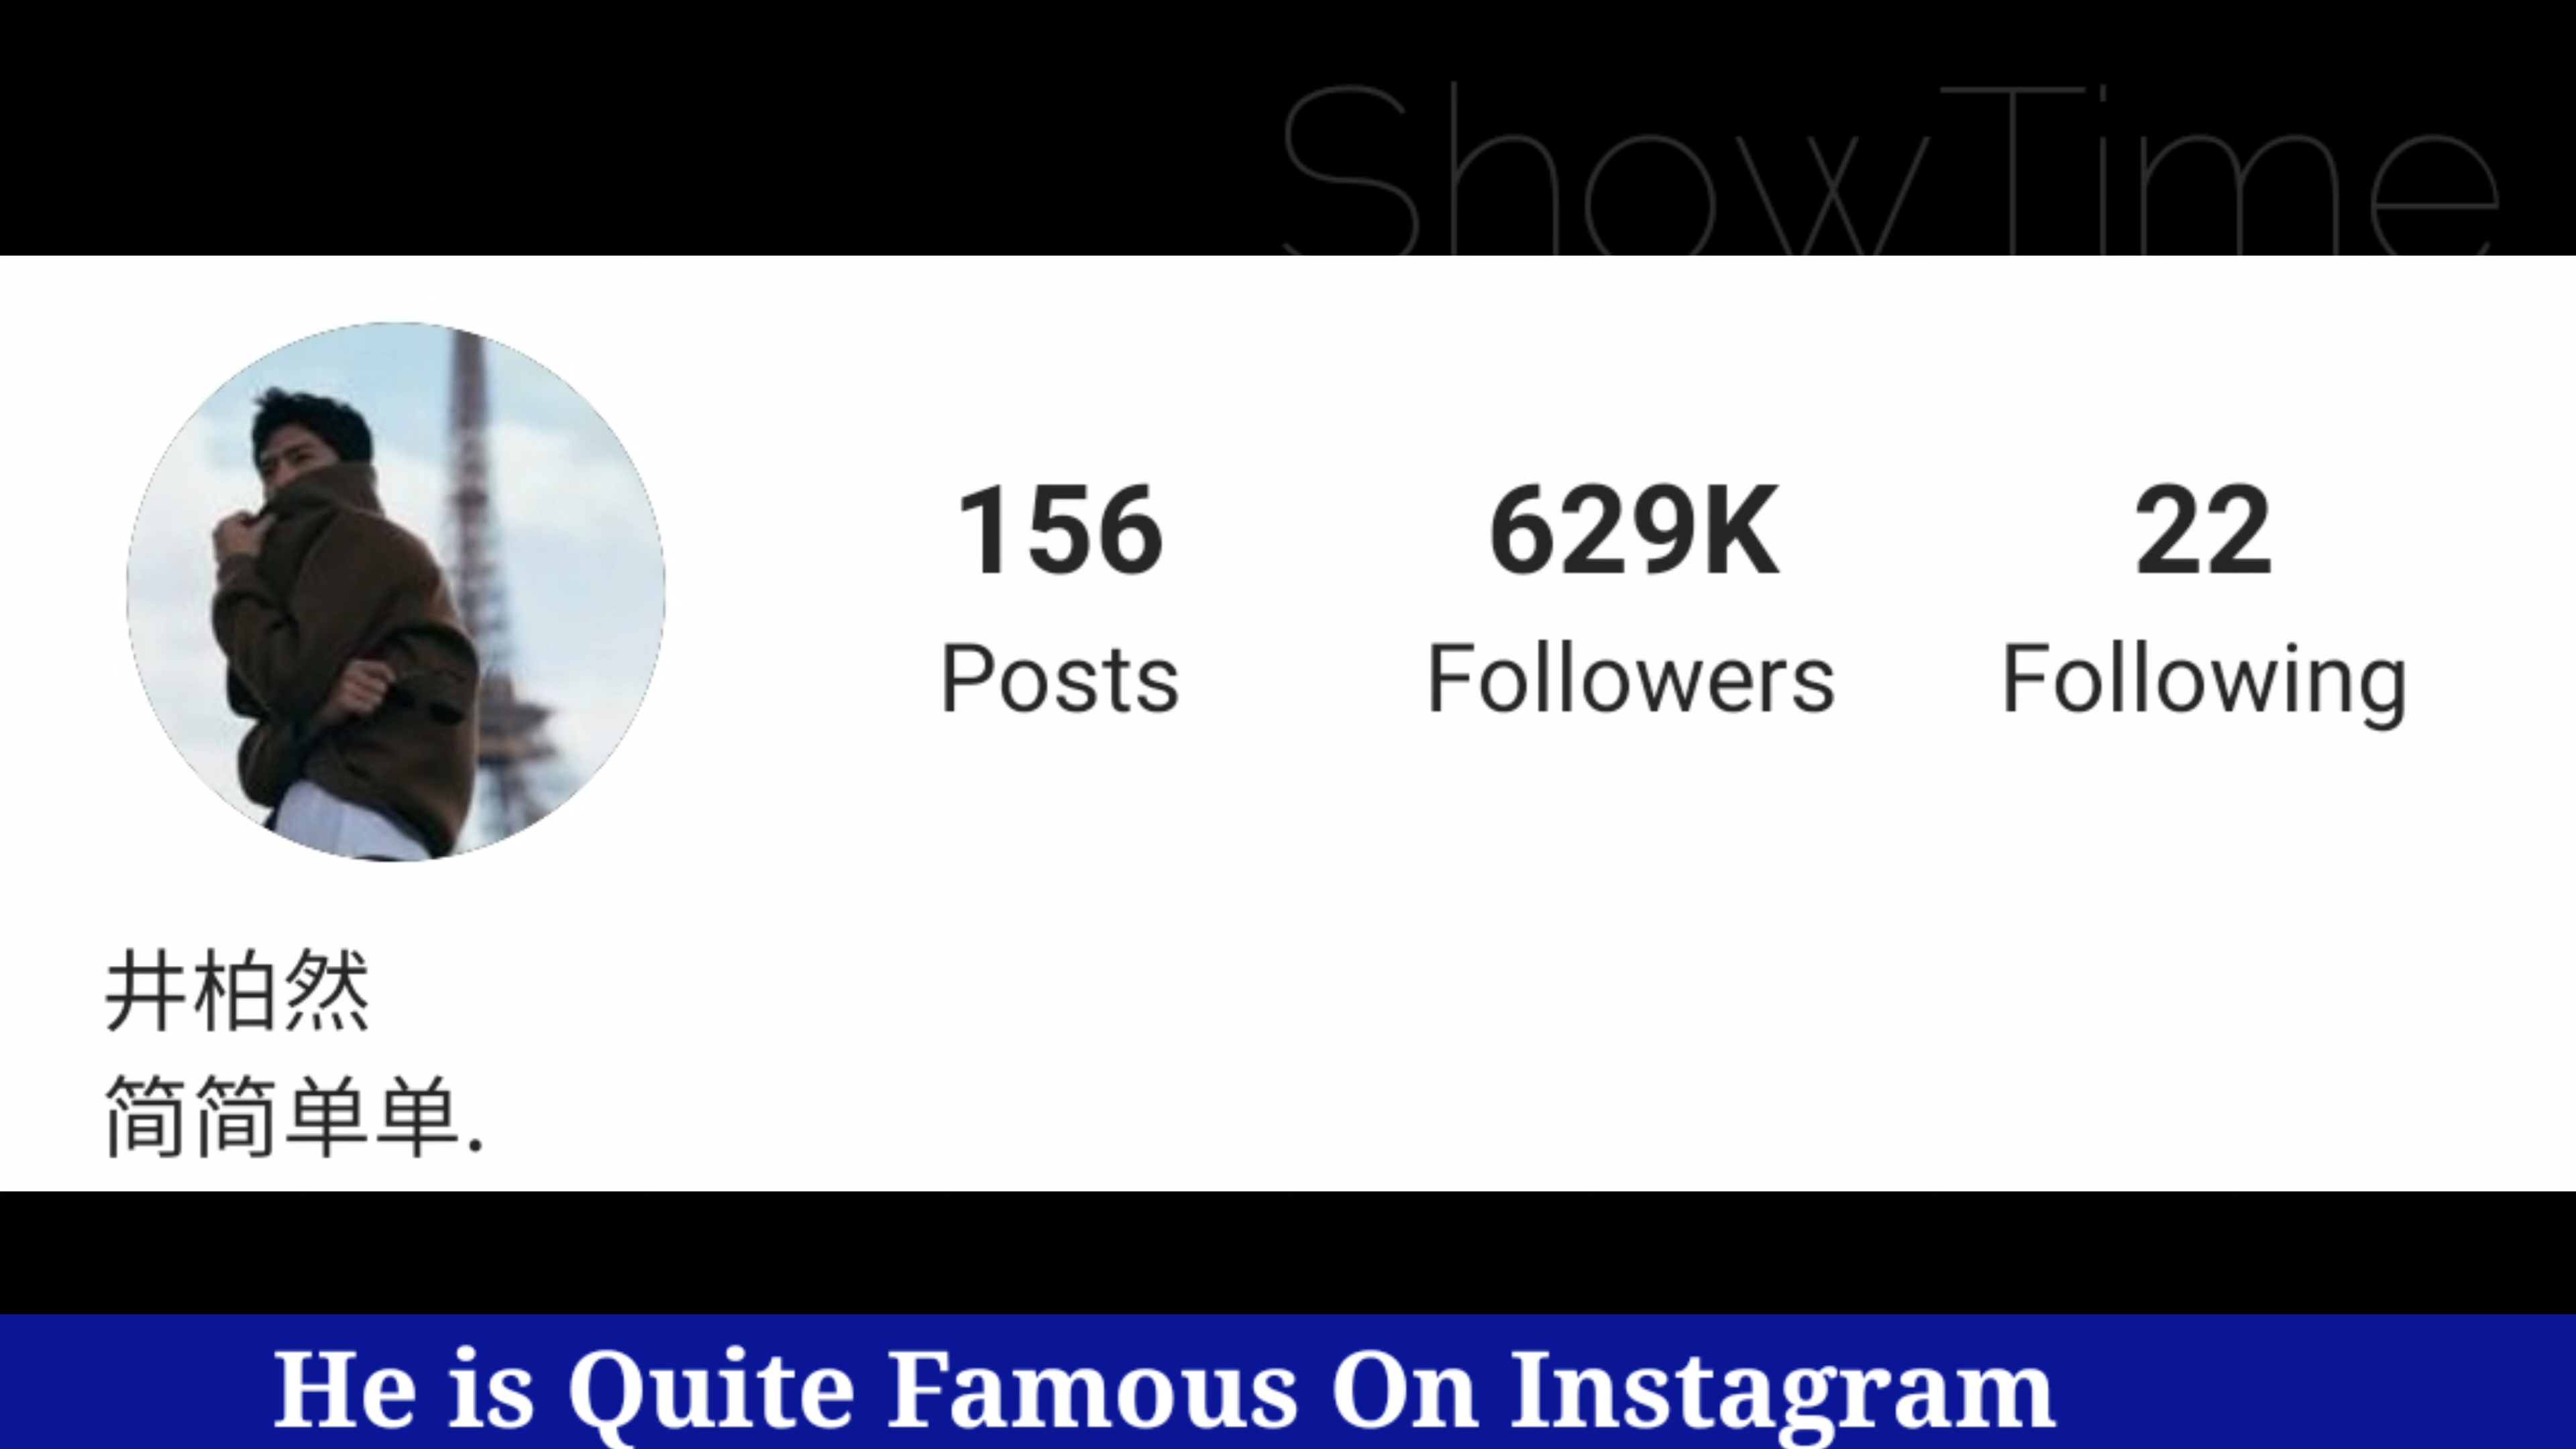 ShowTime
156 629K 22
Posts Followers Following
井柏然
简简单单.
He is Quite Famous On Instagram